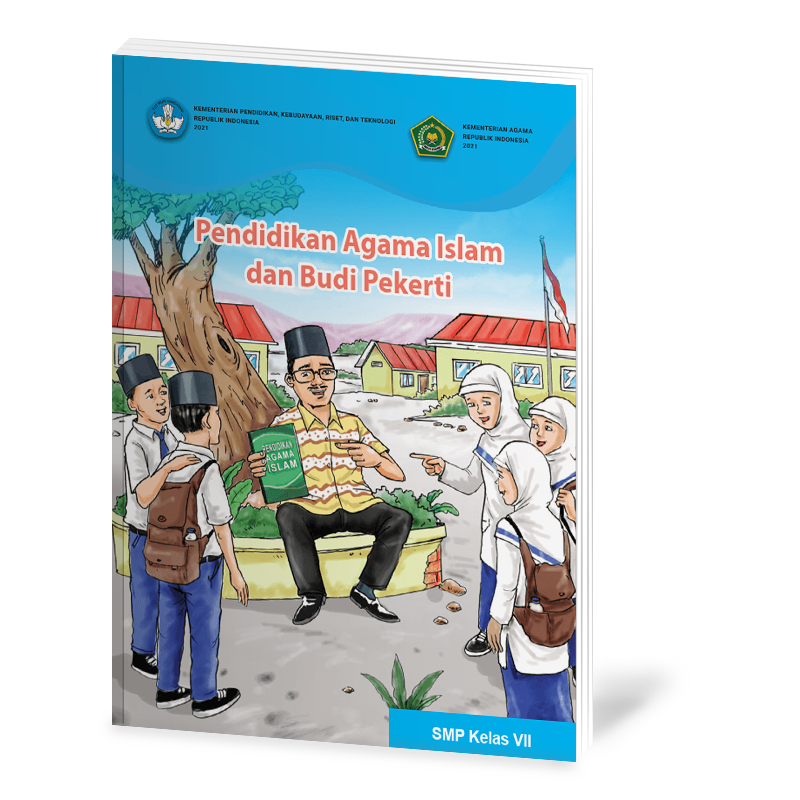 KEMENTERIAN PENDIDIKAN, KEBUDAYAAN, RISET, DAN TEKNOLOGI
REPUBLIK INDONESIA
2021
KEMENTERIAN AGAMA
REPUBLIK INDONESIA
2021
Pendidikan Agama Islam
dan Budi Pekerti
PENDIDIKAN
AGAMA
ISLAM
SMP Kelas VII